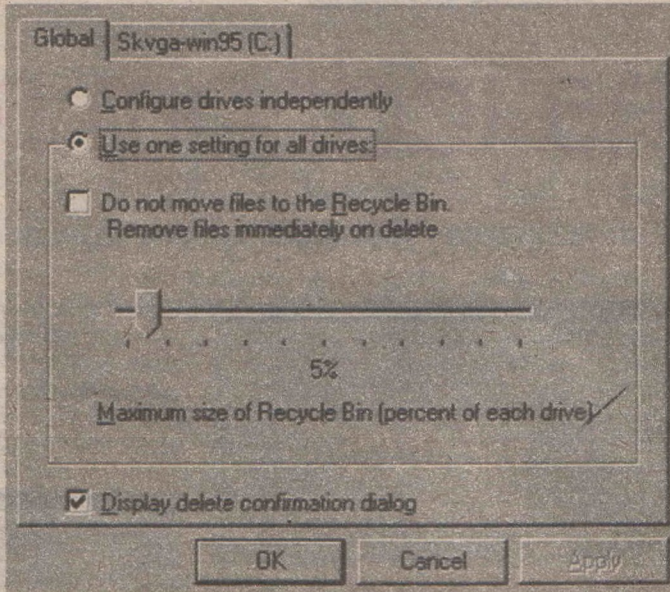 Global
Skvga-win95 (C:)
Configure drives independently
Use one setting for all drives:
Do not move files to the Recycle Bin.
Remove files immediately on delete
5%
Maximum size of Recycle Bin (percent of each drive)
Display delete confirmation dialog
OK
Cancel
Apply